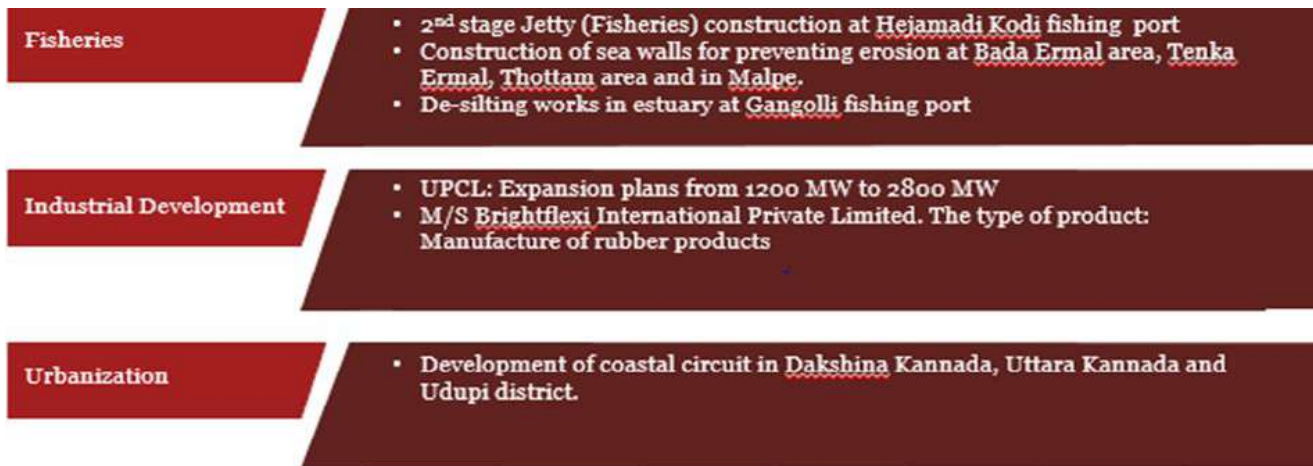 Fisheries
• 2nd stage Jetty (Fisheries) construction at Hejamadi Kodi fishing port
• Construction of sea walls for preventing erosion at Bada Ermal area, Tenka
Ermal, Thottam area and in Malpe.
• De-silting works in estuary at Gangolli fishing port
Industrial Development
• UPCL: Expansion plans from 1200 MW to 2800 MW
• M/S Brightflexi International Private Limited. The type of product:
Manufacture of rubber products
Urbanization
• Development of coastal circuit in Dakshina Kannada, Uttara Kannada and
Udupi district.